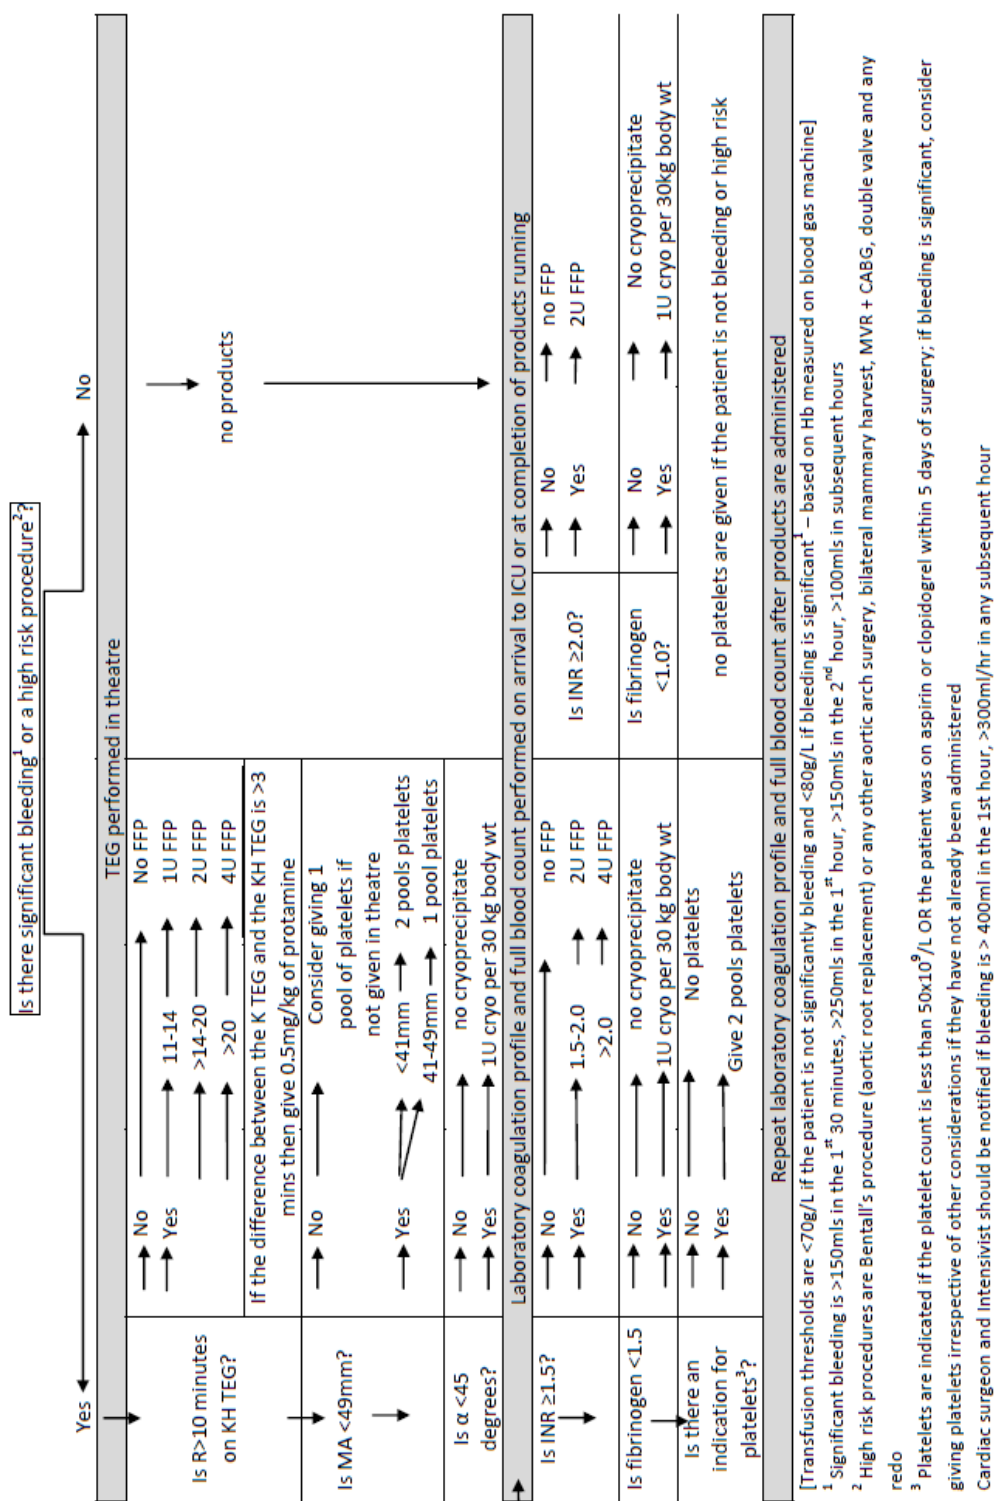 Is there significant bleeding¹ or a high risk procedure²?
Yes
No
TEG performed in theatre
Is R>10 minutes
on KH TEG?
No
No FFP
Yes
11-14
1U FFP
>14-20
2U FFP
>20
4U FFP
no products
If the difference between the K TEG and the KH TEG is >3
mins then give 0.5mg/kg of protamine
Is MA <49mm?
No
Consider giving 1
pool of platelets if
not given in theatre
Yes
<41mm
2 pools platelets
41-49mm
1 pool platelets
Is α <45
degrees?
No
no cryoprecipitate
Yes
1U cryo per 30 kg body wt
Laboratory coagulation profile and full blood count performed on arrival to ICU or at completion of products running
Is INR ≥1.5?
No
no FFP
Yes
1.5-2.0
2U FFP
>2.0
4U FFP
Is INR ≥2.0?
No
no FFP
Yes
2U FFP
Is fibrinogen <1.5
No
no cryoprecipitate
Yes
1U cryo per 30 kg body wt
Is fibrinogen
<1.0?
No
No cryoprecipitate
Yes
1U cryo per 30kg body wt
Is there an
indication for
platelets³?
No
No platelets
Yes
Give 2 pools platelets
no platelets are given if the patient is not bleeding or high risk
Repeat laboratory coagulation profile and full blood count after products are administered
[Transfusion thresholds are <70g/L if the patient is not significantly bleeding and <80g/L if bleeding is significant¹ – based on Hb measured on blood gas machine]
¹ Significant bleeding is >150mls in the 1st 30 minutes, >250mls in the 1st hour, >150mls in the 2nd hour, >100mls in subsequent hours
² High risk procedures are Bentall's procedure (aortic root replacement) or any other aortic arch surgery, bilateral mammary harvest, MVR + CABG, double valve and any
redo
³ Platelets are indicated if the platelet count is less than 50x10⁹/L OR the patient was on aspirin or clopidogrel within 5 days of surgery; if bleeding is significant, consider
giving platelets irrespective of other considerations if they have not already been administered
Cardiac surgeon and Intensivist should be notified if bleeding is > 400ml in the 1st hour, >300ml/hr in any subsequent hour